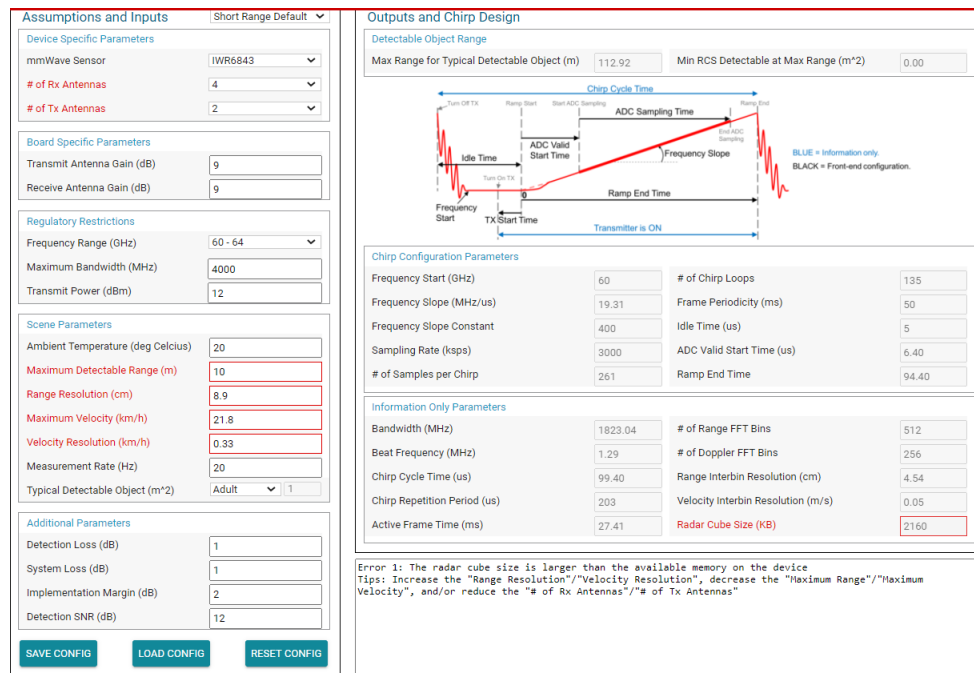 Assumptions and Inputs
Short Range Default
Device Specific Parameters
mmWave Sensor IWR6843
# of Rx Antennas 4
# of Tx Antennas 2
Board Specific Parameters
Transmit Antenna Gain (dB) 9
Receive Antenna Gain (dB) 9
Regulatory Restrictions
Frequency Range (GHz) 60 - 64
Maximum Bandwidth (MHz) 4000
Transmit Power (dBm) 12
Scene Parameters
Ambient Temperature (deg Celcius) 20
Maximum Detectable Range (m) 10
Range Resolution (cm) 8.9
Maximum Velocity (km/h) 21.8
Velocity Resolution (km/h) 0.33
Measurement Rate (Hz) 20
Typical Detectable Object (m^2) Adult 1
Additional Parameters
Detection Loss (dB) 1
System Loss (dB) 1
Implementation Margin (dB) 2
Detection SNR (dB) 12
SAVE CONFIG LOAD CONFIG RESET CONFIG
Outputs and Chirp Design
Detectable Object Range
Max Range for Typical Detectable Object (m) 112.92 Min RCS Detectable at Max Range (m^2) 0.00
Chirp Cycle Time
Turn Off TX Ramp Start Start ADC Sampling Ramp End
ADC Sampling Time
End ADC
Sampling
ADC Valid
Start Time
Idle Time
Frequency Slope
BLUE = Information only.
BLACK = Front-end configuration.
Turn On TX
0
Ramp End Time
Frequency
Start
TX Start Time
Transmitter is ON
Chirp Configuration Parameters
Frequency Start (GHz) 60 # of Chirp Loops 135
Frequency Slope (MHz/us) 19.31 Frame Periodicity (ms) 50
Frequency Slope Constant 400 Idle Time (us) 5
Sampling Rate (ksps) 3000 ADC Valid Start Time (us) 6.40
# of Samples per Chirp 261 Ramp End Time 94.40
Information Only Parameters
Bandwidth (MHz) 1823.04 # of Range FFT Bins 512
Beat Frequency (MHz) 1.29 # of Doppler FFT Bins 256
Chirp Cycle Time (us) 99.40 Range Interbin Resolution (cm) 4.54
Chirp Repetition Period (us) 203 Velocity Interbin Resolution (m/s) 0.05
Active Frame Time (ms) 27.41 Radar Cube Size (KB) 2160
Error 1: The radar cube size is larger than the available memory on the device
Tips: Increase the "Range Resolution"/"Velocity Resolution", decrease the "Maximum Range"/"Maximum
Velocity", and/or reduce the "# of Rx Antennas"/"# of Tx Antennas"